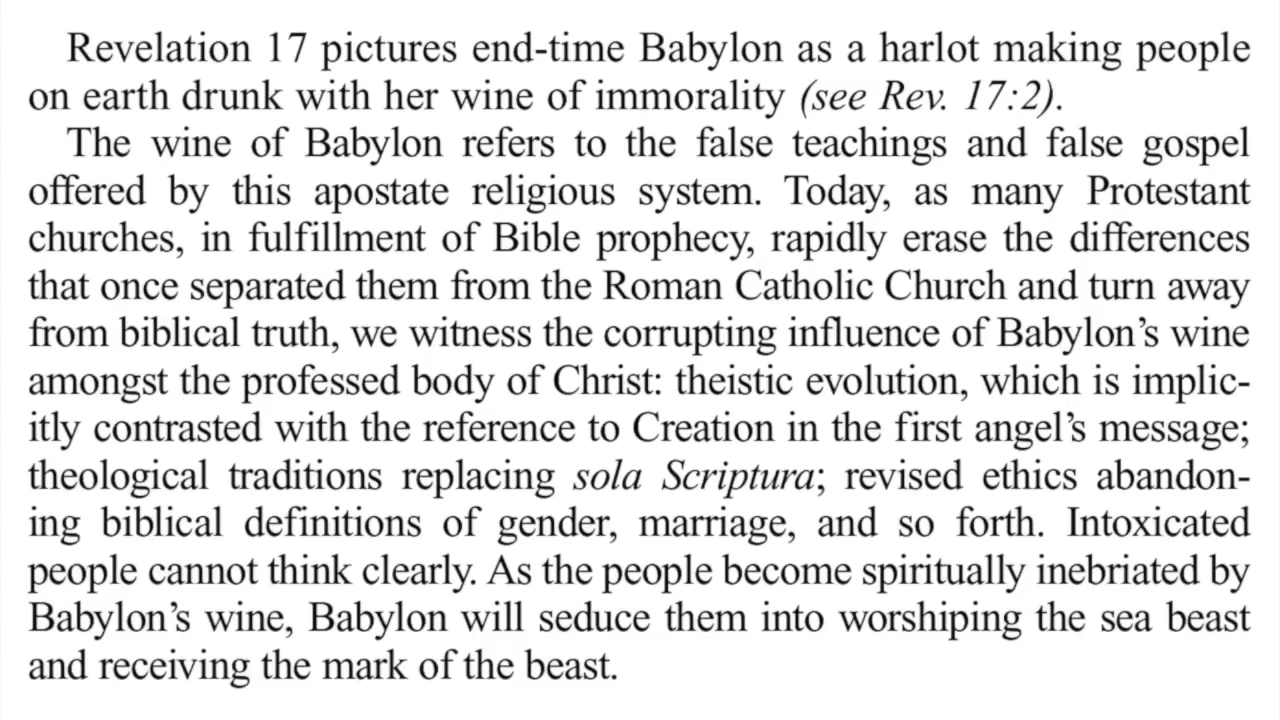 Revelation 17 pictures end-time Babylon as a harlot making people
on earth drunk with her wine of immorality (see Rev. 17:2).
The wine of Babylon refers to the false teachings and false gospel
offered by this apostate religious system. Today, as many Protestant
churches, in fulfillment of Bible prophecy, rapidly erase the differences
that once separated them from the Roman Catholic Church and turn away
from biblical truth, we witness the corrupting influence of Babylon’s wine
amongst the professed body of Christ: theistic evolution, which is implic-
itly contrasted with the reference to Creation in the first angel’s message;
theological traditions replacing sola Scriptura; revised ethics abandon-
ing biblical definitions of gender, marriage, and so forth. Intoxicated
people cannot think clearly. As the people become spiritually inebriated by
Babylon’s wine, Babylon will seduce them into worshiping the sea beast
and receiving the mark of the beast.